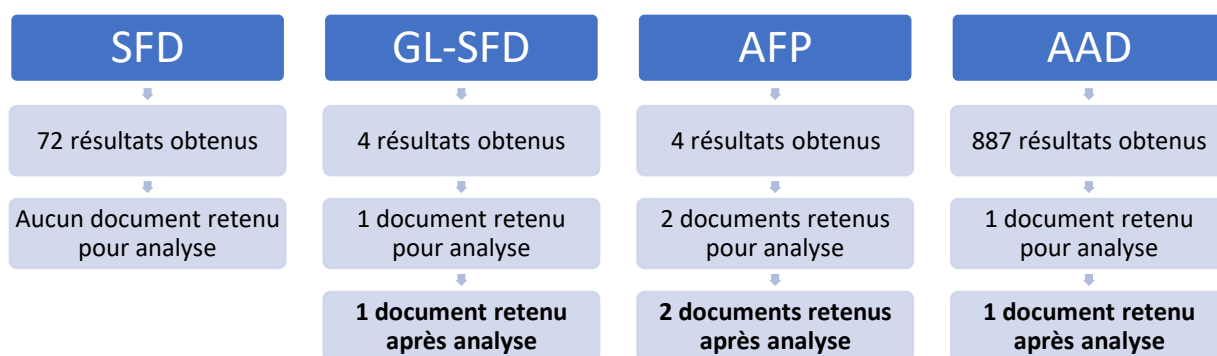 SFD
72 résultats obtenus
Aucun document retenu
pour analyse
GL-SFD
4 résultats obtenus
1 document retenu
pour analyse
1 document retenu
après analyse
AFP
4 résultats obtenus
2 documents retenus
pour analyse
2 documents retenus
après analyse
AAD
887 résultats obtenus
1 document retenu
pour analyse
1 document retenu
après analyse